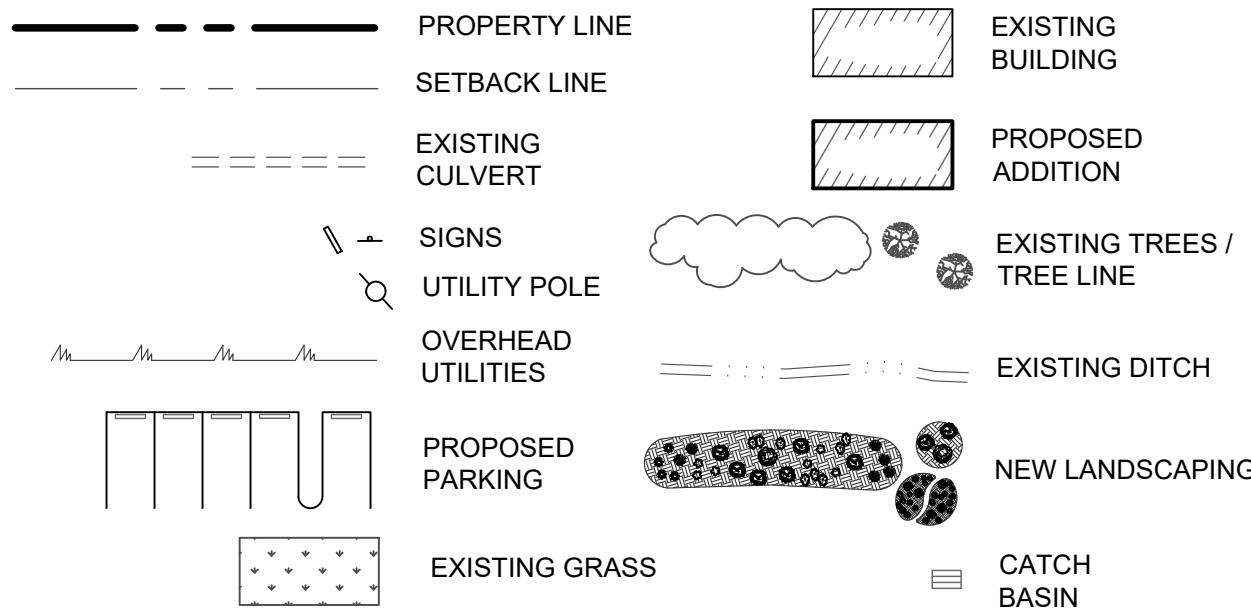 PROPERTY LINE
SETBACK LINE
EXISTING
CULVERT
SIGNS
UTILITY POLE
OVERHEAD
UTILITIES
PROPOSED
PARKING
EXISTING GRASS
EXISTING
BUILDING
PROPOSED
ADDITION
EXISTING TREES /
TREE LINE
EXISTING DITCH
NEW LANDSCAPING
CATCH
BASIN